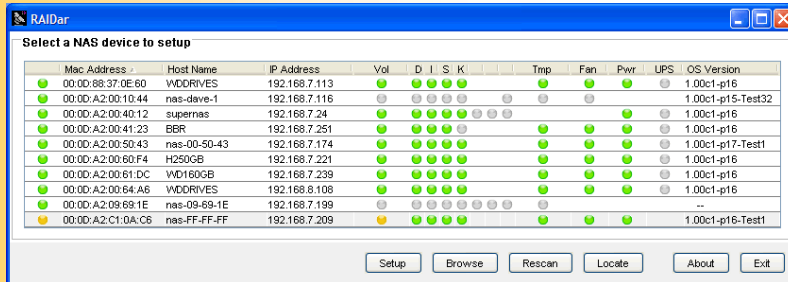 RAIDar
Select a NAS device to setup
Mac Address Host Name IP Address Vol D I S K Tmp Fan Pwr UPS OS Version
00:0D:88:37:0E:60 WDDRIVES 192.168.7.113 1.00c1-p16
00:0D:A2:00:10:44 nas-dave-1 192.168.7.116 1.00c1-p15-Test32
00:0D:A2:00:40:12 supernas 192.168.7.24 1.00c1-p16
00:0D:A2:00:41:23 BBR 192.168.7.251 1.00c1-p16
00:0D:A2:00:50:43 nas-00-50-43 192.168.7.174 1.00c1-p17-Test1
00:0D:A2:00:60:F4 H250GB 192.168.7.221 1.00c1-p16
00:0D:A2:00:61:DC WD160GB 192.168.7.239 1.00c1-p16
00:0D:A2:00:64:A6 WDDRIVES 192.168.8.108 1.00c1-p16
00:0D:A2:09:69:1E nas-09-69-1E 192.168.7.199 --
00:0D:A2:C1:0A:C6 nas-FF-FF-FF 192.168.7.209 1.00c1-p16-Test1
Setup Browse Rescan Locate About Exit